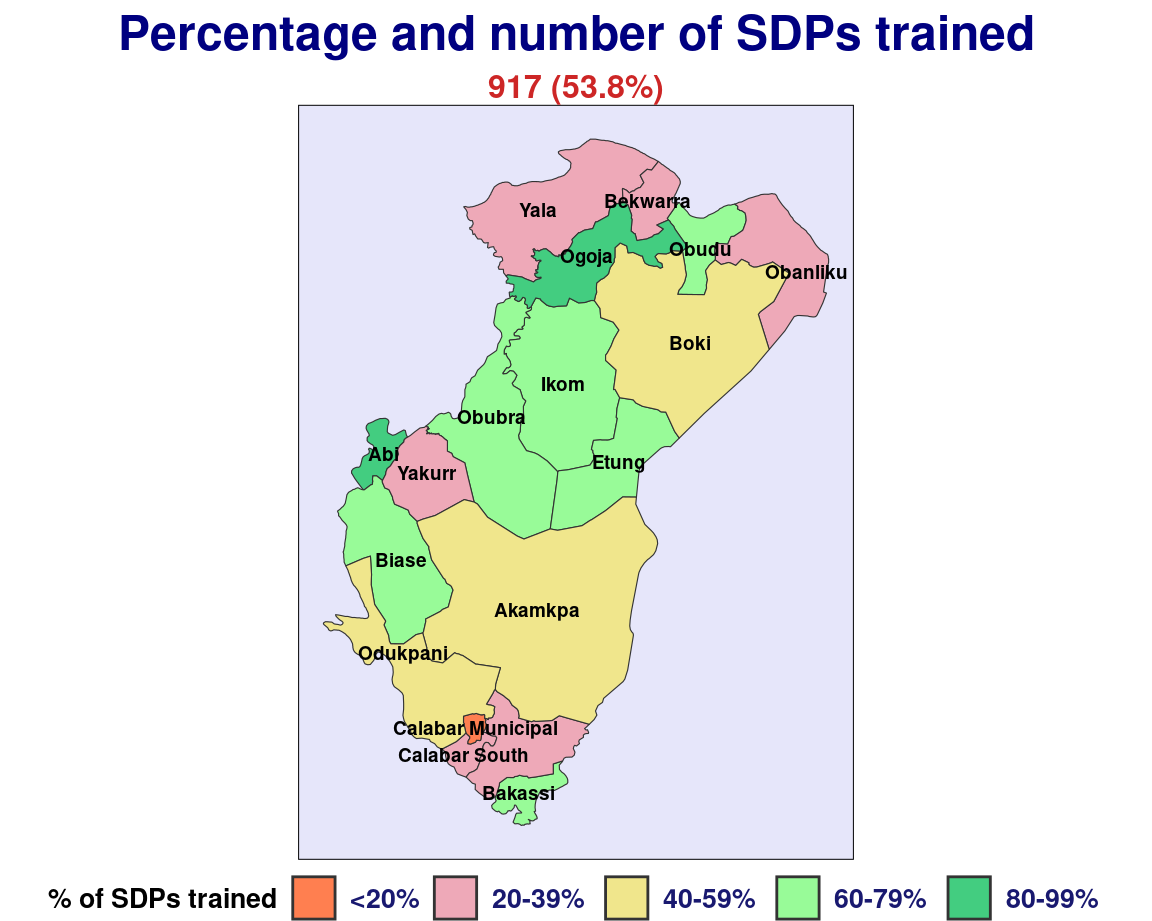 Percentage and number of SDPs trained
917 (53.8%)
Yala
Bekwarra
Ogoja
Obudu
Obanliku
Boki
Ikom
Obubra
Abi
Etung
Yakurr
Biase
Akamkpa
Odukpani
Calabar Municipal
Calabar South
Bakassi
% of SDPs trained <20% 20-39% 40-59% 60-79% 80-99%